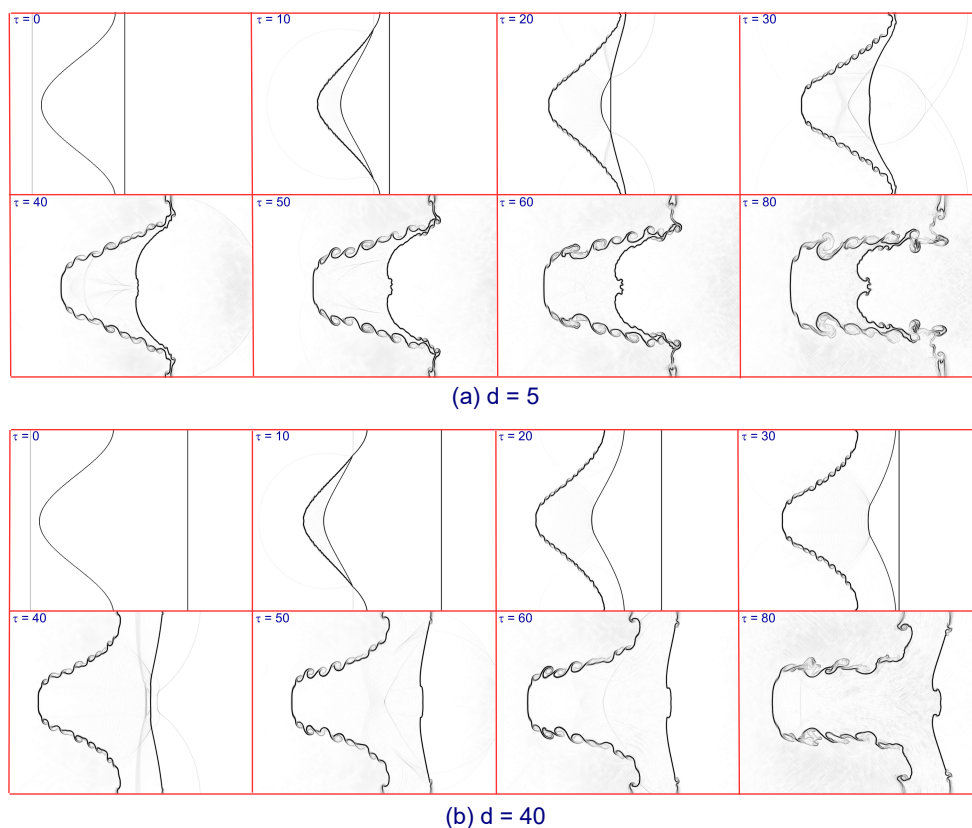 τ = 0
τ = 10
τ = 20
τ = 30
τ = 40
τ = 50
τ = 60
τ = 80
(a) d = 5
τ = 0
τ = 10
τ = 20
τ = 30
τ = 40
τ = 50
τ = 60
τ = 80
(b) d = 40